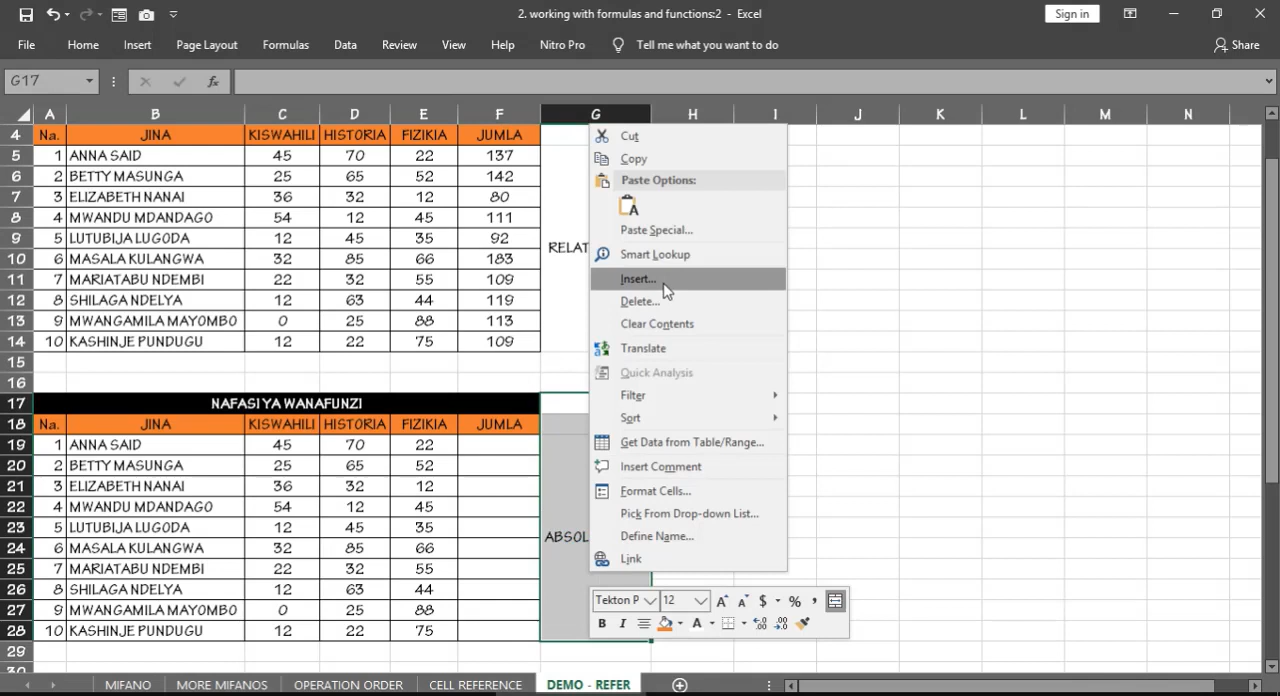 2. working with formulas and functions:2 - Excel
Sign in
File Home Insert Page Layout Formulas Data Review View Help Nitro Pro Tell me what you want to do Share
G17 fx
A B C D E F G H I J K L M N
4 Na. JINA KISWAHILI HISTORIA FIZIKIA JUMLA
5 1 ANNA SAID 45 70 22 137
6 2 BETTY MASUNGA 25 65 52 142
7 3 ELIZABETH NANAI 36 32 12 80
8 4 MWANDU MDANDAGO 54 12 45 111
9 5 LUTUBIJA LUGODA 12 45 35 92
RELAT
10 6 MASALA KULANGWA 32 85 66 183
11 7 MARIATABU NDEMBI 22 32 55 109
12 8 SHILAGA NDELYA 12 63 44 119
13 9 MWANGAMILA MAYOMBO 0 25 88 113
14 10 KASHINJE PUNDUGU 12 22 75 109
15
16
17 NAFASI YA WANAFUNZI
18 Na. JINA KISWAHILI HISTORIA FIZIKIA JUMLA
19 1 ANNA SAID 45 70 22
20 2 BETTY MASUNGA 25 65 52
21 3 ELIZABETH NANAI 36 32 12
22 4 MWANDU MDANDAGO 54 12 45
23 5 LUTUBIJA LUGODA 12 45 35
ABSOL
24 6 MASALA KULANGWA 32 85 66
25 7 MARIATABU NDEMBI 22 32 55
26 8 SHILAGA NDELYA 12 63 44
27 9 MWANGAMILA MAYOMBO 0 25 88
28 10 KASHINJE PUNDUGU 12 22 75
29
30
Cut
Copy
Paste Options:
Paste Special...
Smart Lookup
Insert...
Delete...
Clear Contents
Translate
Quick Analysis
Filter
Sort
Get Data from Table/Range...
Insert Comment
Format Cells...
Pick From Drop-down List...
Define Name...
Link
Tekton P 12 A A $ % ,
B I A .00 .0
MIFANO MORE MIFANOS OPERATION ORDER CELL REFERENCE DEMO - REFER